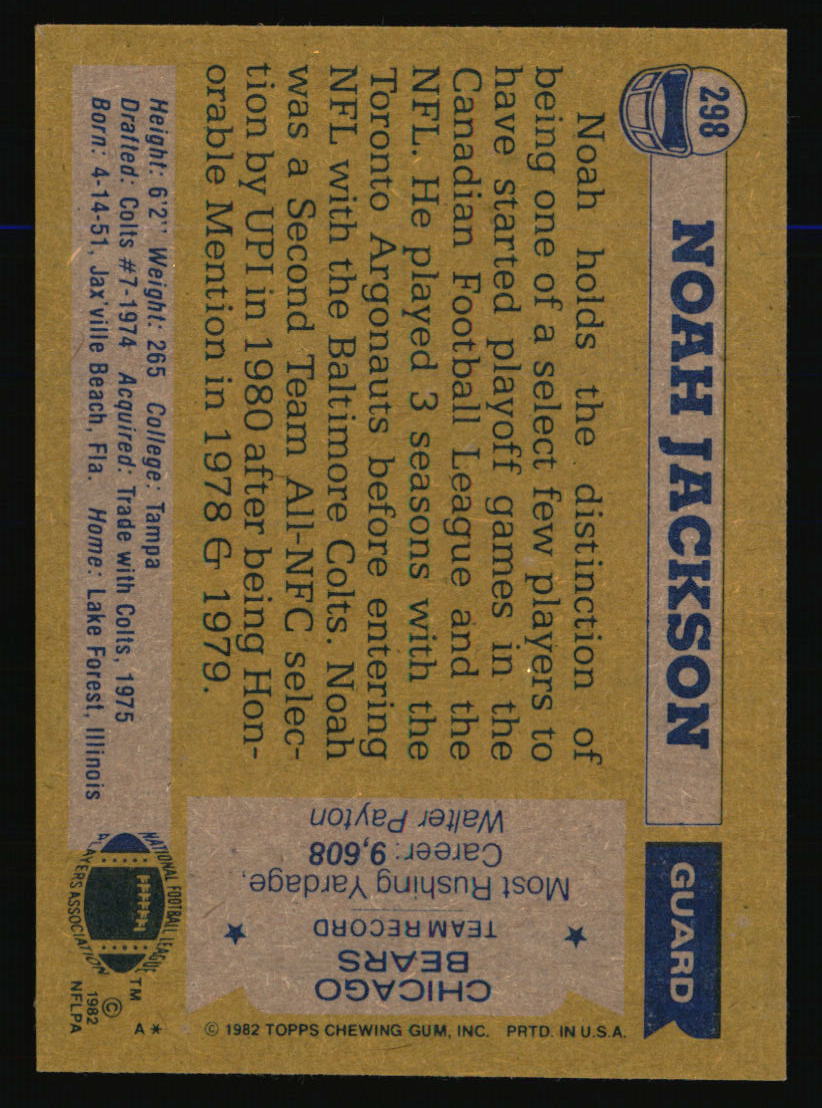 298
NOAH JACKSON
GUARD
Noah holds the distinction of
being one of a select few players to
have started playoff games in the
Canadian Football League and the
NFL. He played 3 seasons with the
Toronto Argonauts before entering
NFL with the Baltimore Colts. Noah
was a Second Team All-NFC selec-
tion by UPI in 1980 after being Hon-
orable Mention in 1978 & 1979.
Height: 6'2" Weight: 265 College: Tampa
Drafted: Colts #7-1974 Acquired: Trade with Colts, 1975
Born: 4-14-51, Jax'ville Beach, Fla. Home: Lake Forest, Illinois
CHICAGO
BEARS
TEAM RECORD
Most Rushing Yardage,
Career: 9,608
Walter Payton
NATIONAL FOOTBALL LEAGUE
PLAYERS ASSOCIATION
NFLPA
TM
©
1982
NFLPA
A *
© 1982 TOPPS CHEWING GUM, INC. PRTD. IN U.S.A.